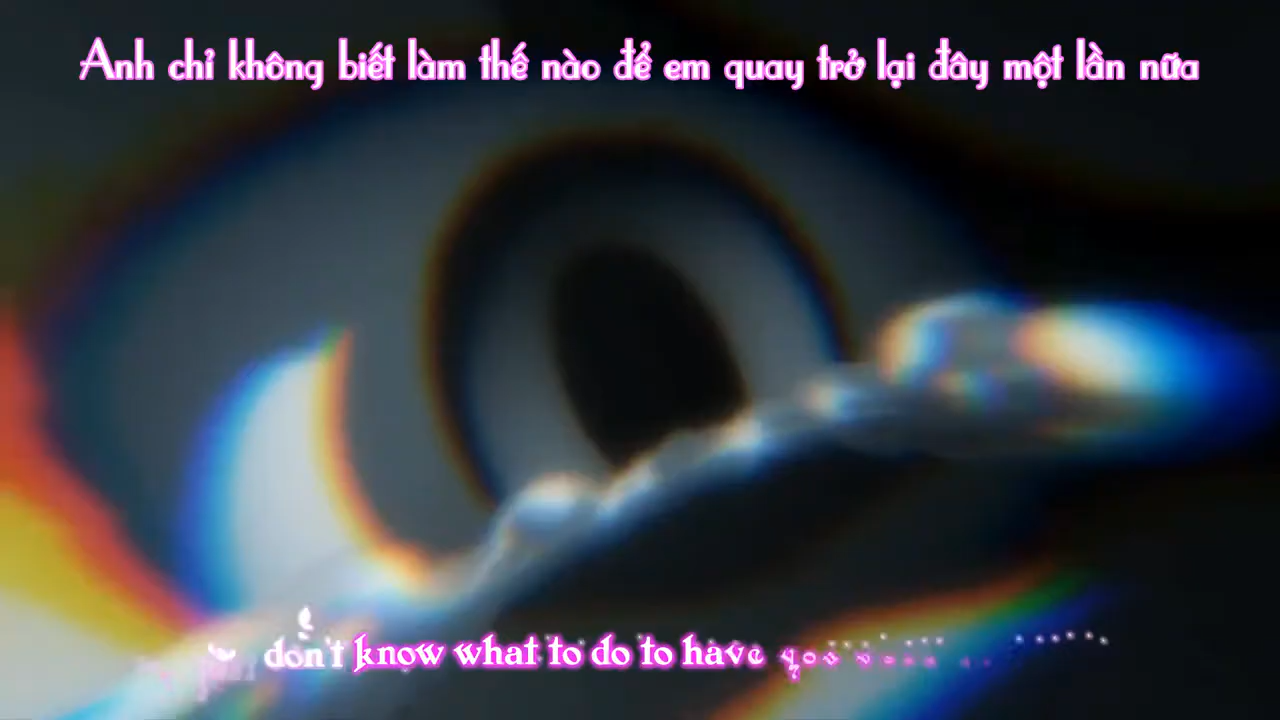 Anh chỉ không biết làm thế nào để em quay trở lại đây một lần nữa
don't know what to do to have you